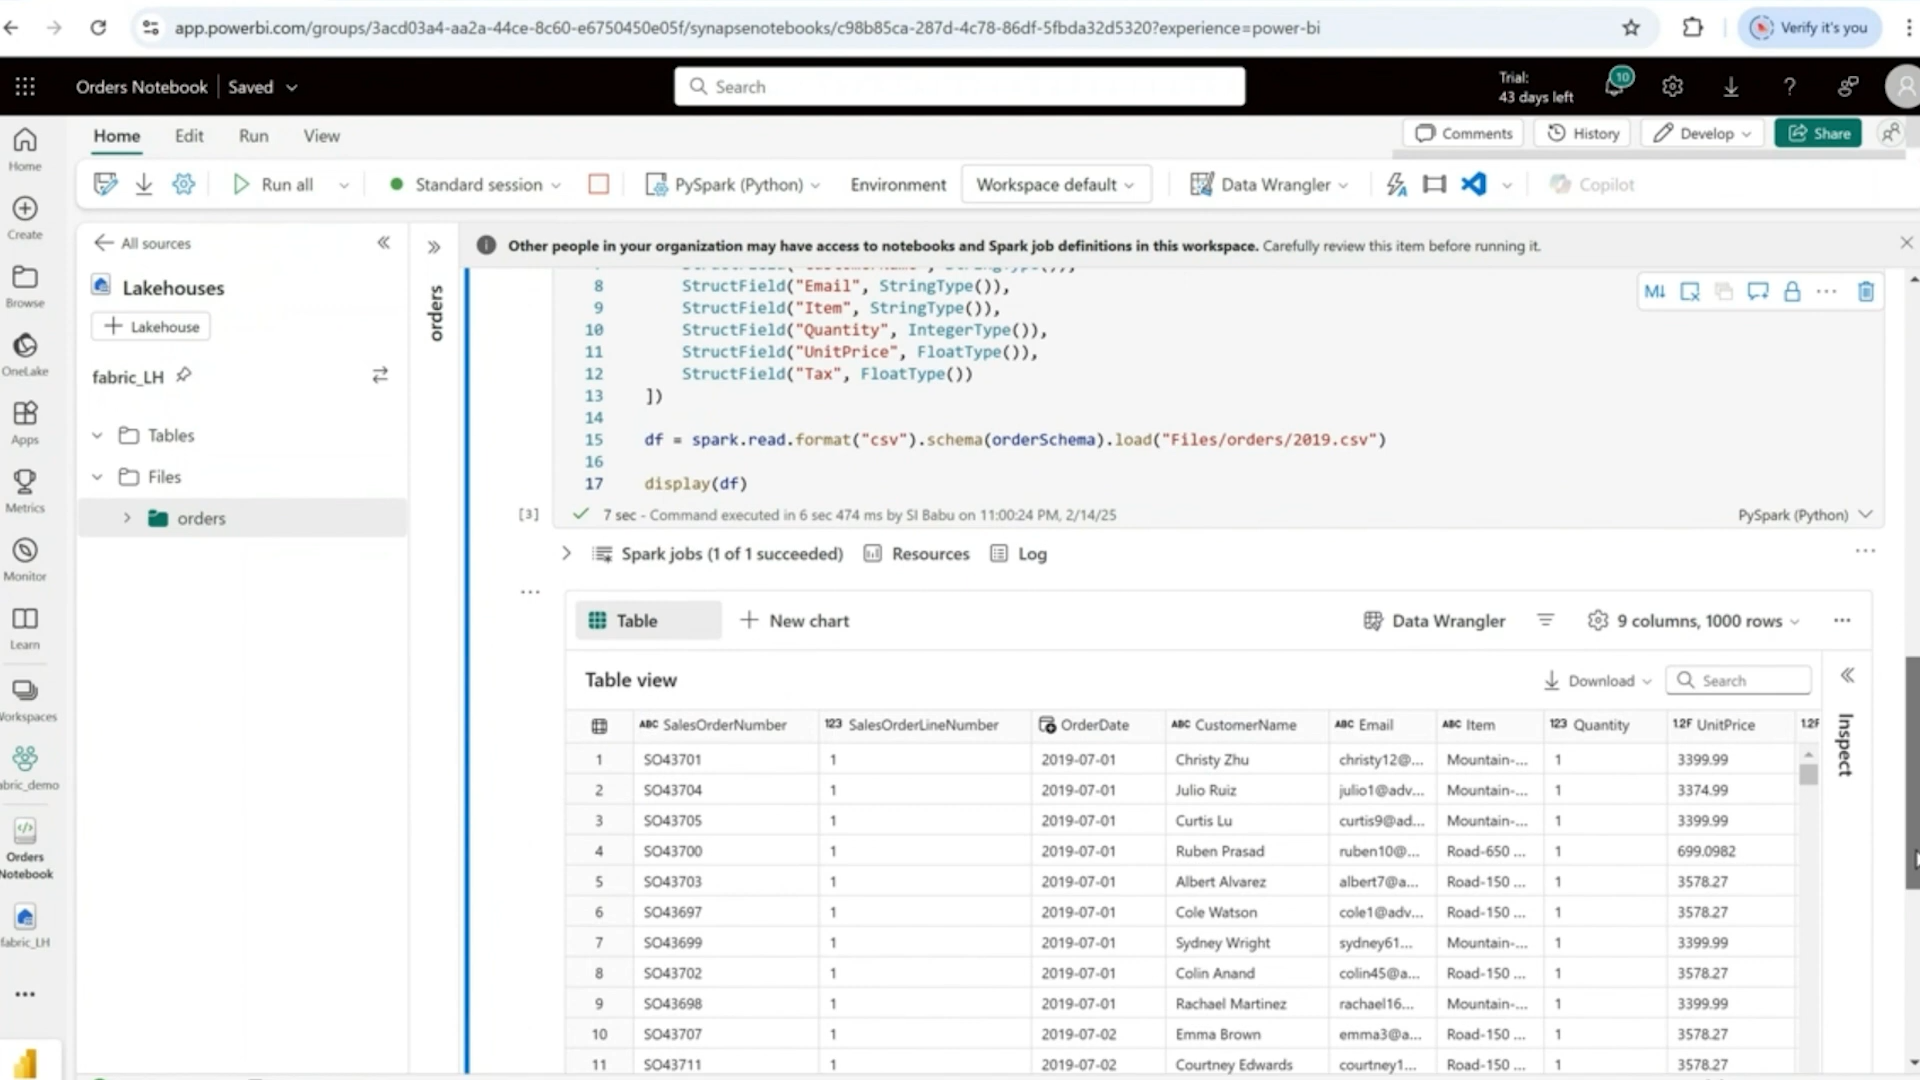 app.powerbi.com/groups/3acd03a4-aa2a-44ce-8c60-e6750450e05f/synapsenotebooks/c98b85ca-287d-4c78-86df-5fbda32d5320?experience=power-bi
Verify it's you
Orders Notebook | Saved
Search
Trial:
43 days left
10
Home Edit Run View
Comments History Develop Share
Run all Standard session PySpark (Python) Environment Workspace default Data Wrangler Copilot
Home
Create
Browse
OneLake
Apps
Metrics
Monitor
Learn
Workspaces
abric_demo
Orders
Notebook
fabric_LH
All sources
Lakehouses
Lakehouse
fabric_LH
Tables
Files
orders
orders
Other people in your organization may have access to notebooks and Spark job definitions in this workspace. Carefully review this item before running it.
M↓
8 StructField("Email", StringType()),
9 StructField("Item", StringType()),
10 StructField("Quantity", IntegerType()),
11 StructField("UnitPrice", FloatType()),
12 StructField("Tax", FloatType())
13 ])
14
15 df = spark.read.format("csv").schema(orderSchema).load("Files/orders/2019.csv")
16
17 display(df)
[3] 7 sec - Command executed in 6 sec 474 ms by SI Babu on 11:00:24 PM, 2/14/25 PySpark (Python)
Spark jobs (1 of 1 succeeded) Resources Log
Table New chart Data Wrangler 9 columns, 1000 rows
Table view Download Search
Inspect
ABC SalesOrderNumber 123 SalesOrderLineNumber OrderDate ABC CustomerName ABC Email ABC Item 123 Quantity 1.2F UnitPrice 1.2F
1 SO43701 1 2019-07-01 Christy Zhu christy12@... Mountain-... 1 3399.99
2 SO43704 1 2019-07-01 Julio Ruiz julio1@adv... Mountain-... 1 3374.99
3 SO43705 1 2019-07-01 Curtis Lu curtis9@ad... Mountain-... 1 3399.99
4 SO43700 1 2019-07-01 Ruben Prasad ruben10@... Road-650 ... 1 699.0982
5 SO43703 1 2019-07-01 Albert Alvarez albert7@a... Road-150 ... 1 3578.27
6 SO43697 1 2019-07-01 Cole Watson cole1@adv... Road-150 ... 1 3578.27
7 SO43699 1 2019-07-01 Sydney Wright sydney61... Mountain-... 1 3399.99
8 SO43702 1 2019-07-01 Colin Anand colin45@a... Road-150 ... 1 3578.27
9 SO43698 1 2019-07-01 Rachael Martinez rachael16... Mountain-... 1 3399.99
10 SO43707 1 2019-07-02 Emma Brown emma3@a... Road-150 ... 1 3578.27
11 SO43711 1 2019-07-02 Courtney Edwards courtney1... Road-150 ... 1 3578.27